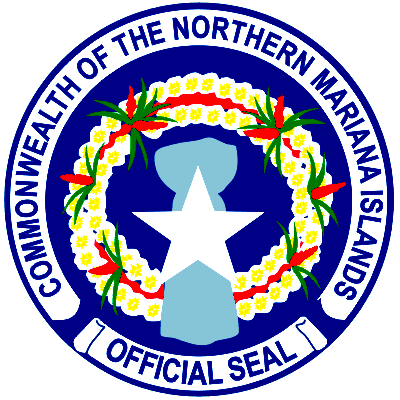 COMMONWEALTH OF THE NORTHERN MARIANA ISLANDS
OFFICIAL SEAL